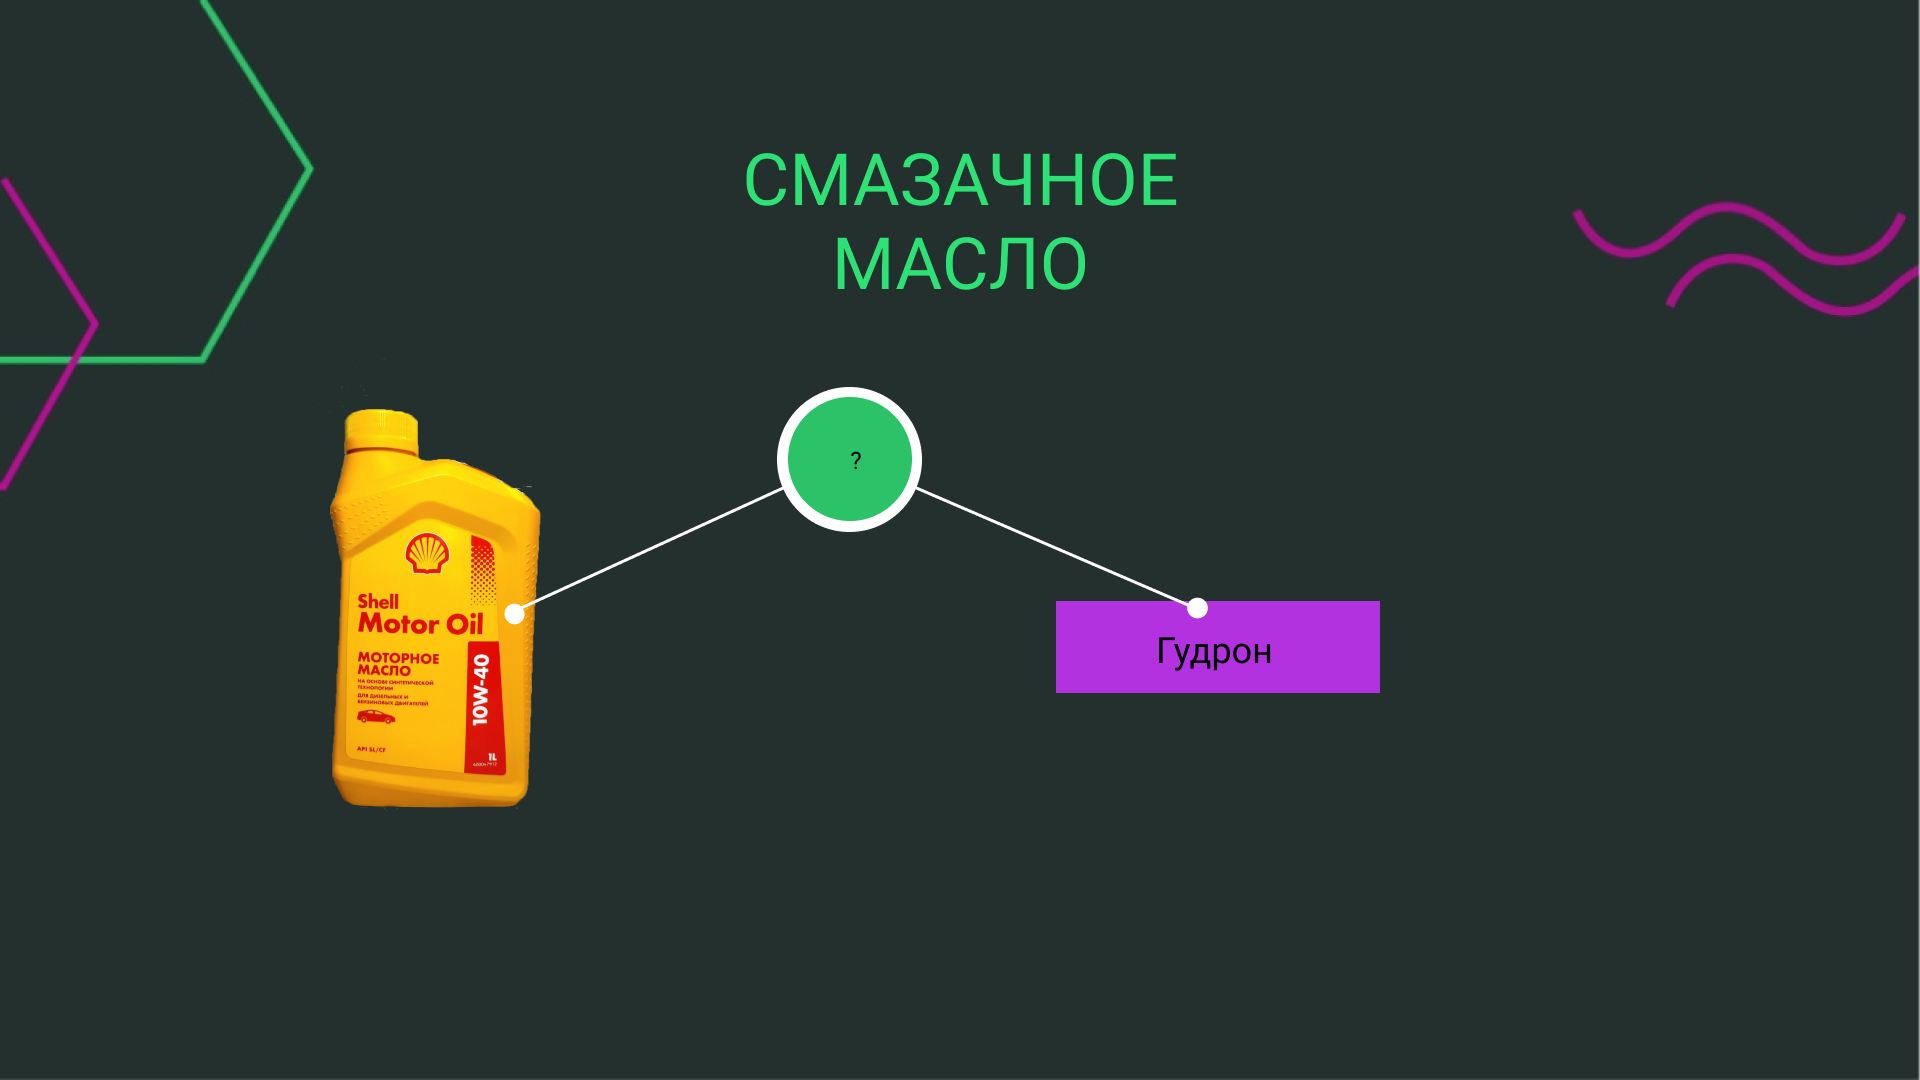 СМАЗАЧНОЕ
МАСЛО
?
Shell
Motor Oil
МОТОРНОЕ
МАСЛО
НА ОСНОВЕ СИНТЕТИЧЕСКОЙ
ТЕХНОЛОГИИ
ДЛЯ ДИЗЕЛЬНЫХ И
БЕНЗИНОВЫХ ДВИГАТЕЛЕЙ
10W-40
API SL/CF
1L
Гудрон